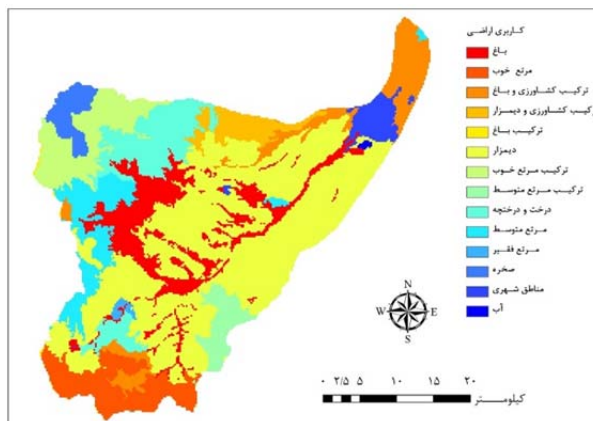 کاربری اراضی
باغ
مرتع خوب
ترکیب کشاورزی و باغ
ترکیب کشاورزی و دیمزار
ترکیب باغ
دیمزار
ترکیب مرتع خوب
ترکیب مرتع متوسط
درخت و درختچه
مرتع متوسط
مرتع فقیر
صخره
مناطق شهری
آب
N
W E
S
۰ ۲/۵ ۵ ۱۰ ۱۵ ۲۰
کیلومتر